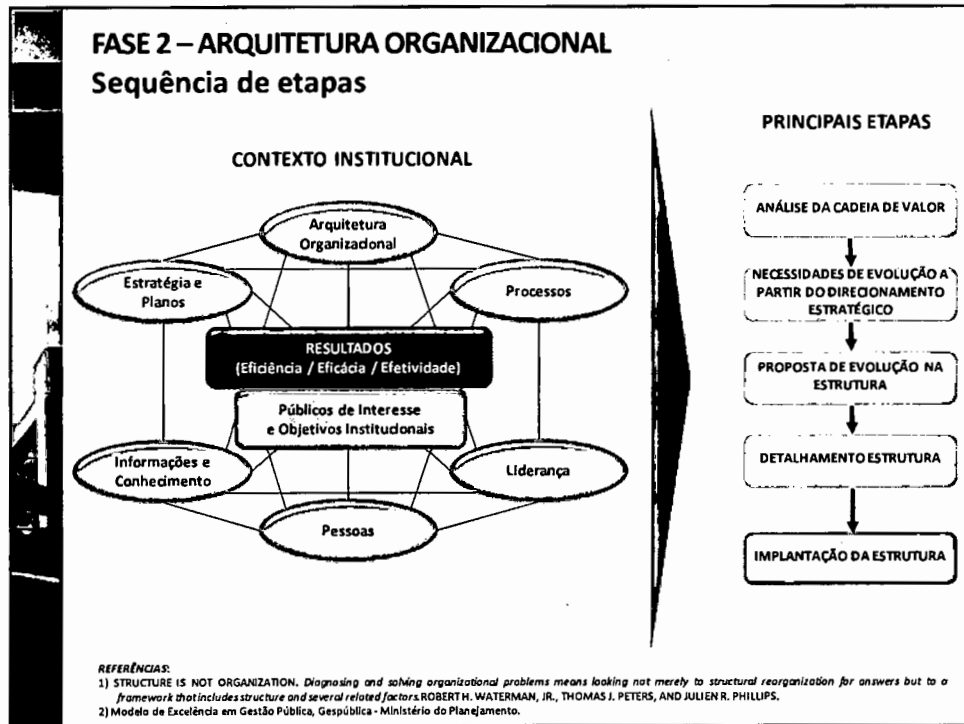 FASE 2 – ARQUITETURA ORGANIZACIONAL
Sequência de etapas
CONTEXTO INSTITUCIONAL
Arquitetura
Organizacional
Estratégia e
Planos
Processos
RESULTADOS
(Eficiência / Eficácia / Efetividade)
Públicos de Interesse
e Objetivos Institucionais
Informações e
Conhecimento
Liderança
Pessoas
PRINCIPAIS ETAPAS
ANÁLISE DA CADEIA DE VALOR
NECESSIDADES DE EVOLUÇÃO A
PARTIR DO DIRECIONAMENTO
ESTRATÉGICO
PROPOSTA DE EVOLUÇÃO NA
ESTRUTURA
DETALHAMENTO ESTRUTURA
IMPLANTAÇÃO DA ESTRUTURA
REFERÊNCIAS:
1) STRUCTURE IS NOT ORGANIZATION. Diagnosing and solving organizational problems means looking not merely to structural reorganization for answers but to a
framework that includes structure and several related factors. ROBERT H. WATERMAN, JR., THOMAS J. PETERS, AND JULIEN R. PHILLIPS.
2) Modelo de Excelência em Gestão Pública, Gespública - Ministério do Planejamento.